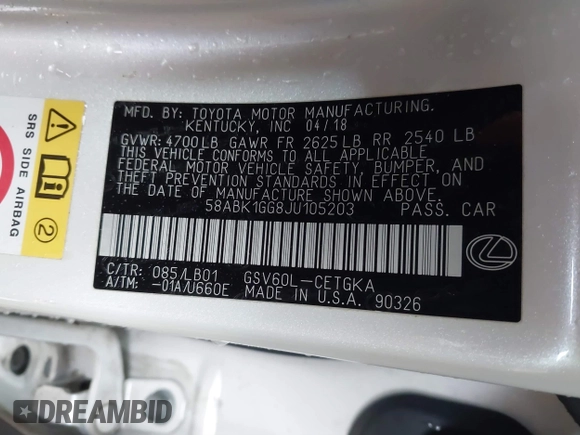 MFD. BY: TOYOTA MOTOR MANUFACTURING.
KENTUCKY, INC 04/18
GVWR: 4700LB GAWR FR 2625LB RR 2540 LB
THIS VEHICLE CONFORMS TO ALL APPLICABLE
FEDERAL MOTOR VEHICLE SAFETY, BUMPER, AND
THEFT PREVENTION STANDARDS IN EFFECT ON
THE DATE OF MANUFACTURE SHOWN ABOVE.
58ABK1GG8JU105203 PASS. CAR
C/TR: 085/LB01 GSV60L-CETGKA
A/TM: -01A/U660E MADE IN U.S.A. 90326
SRS SIDE AIRBAG
2
DREAMBID